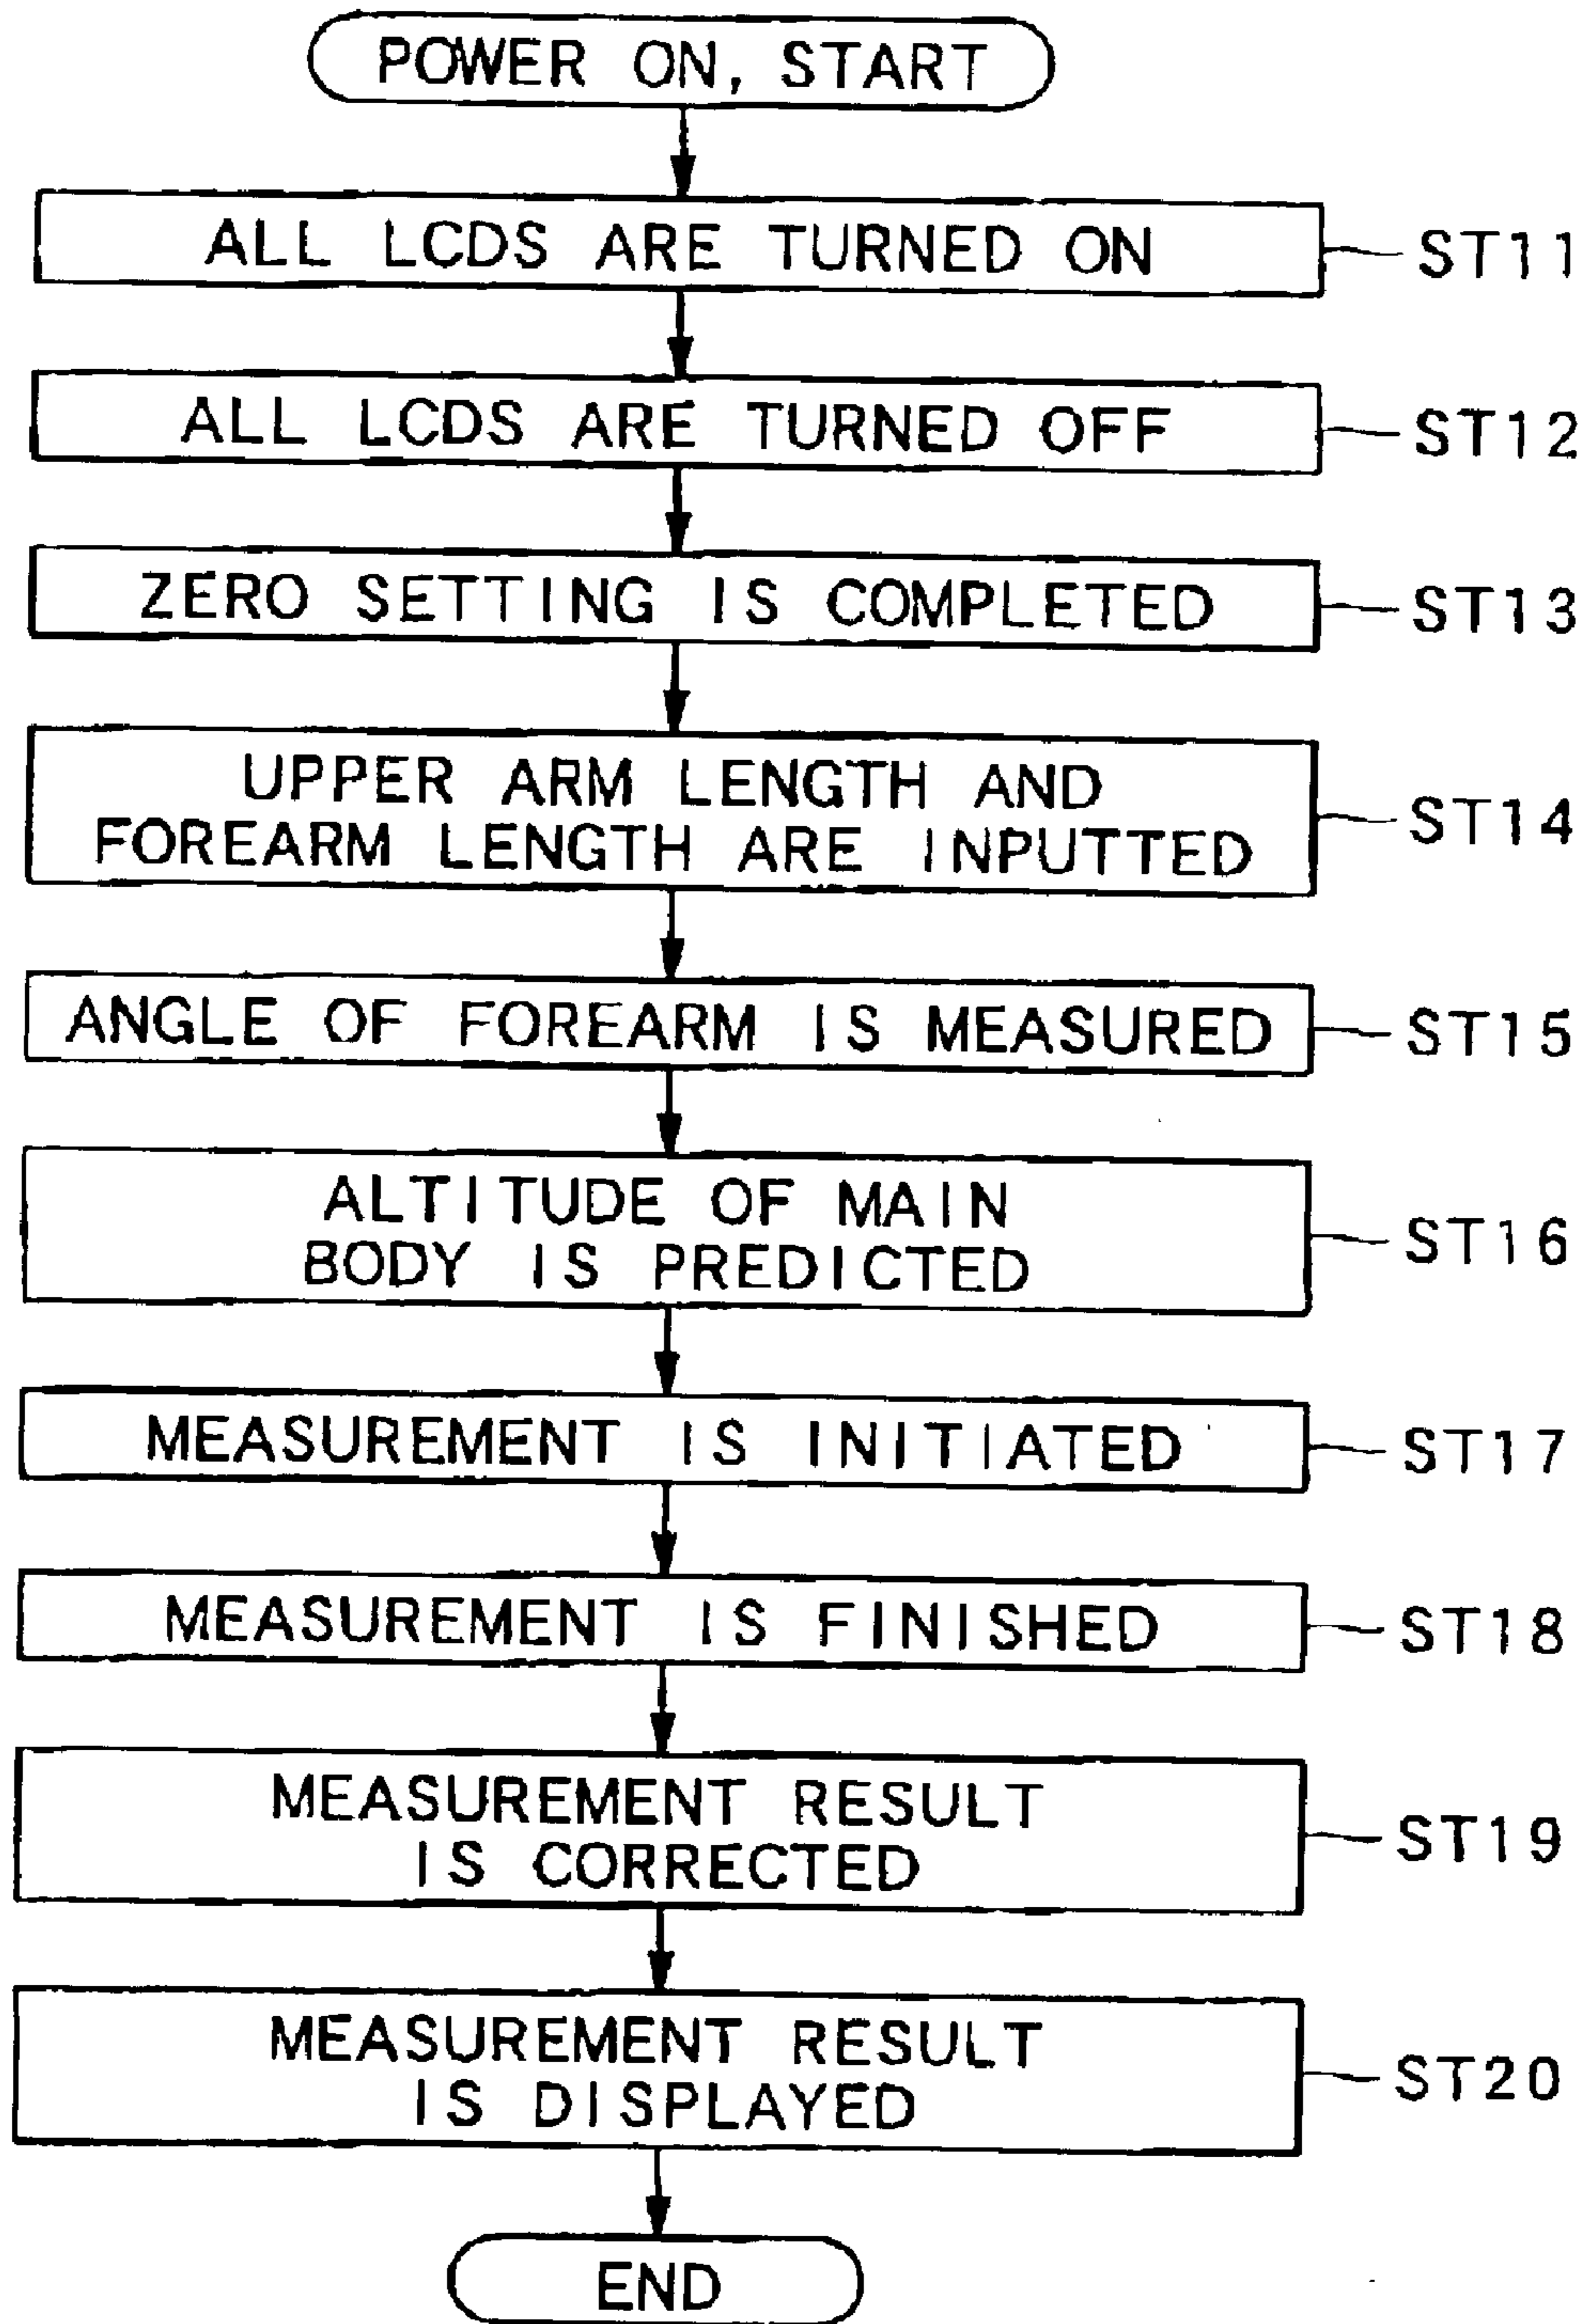 POWER ON, START
ALL LCDS ARE TURNED ON
ST11
ALL LCDS ARE TURNED OFF
ST12
ZERO SETTING IS COMPLETED
ST13
UPPER ARM LENGTH AND
FOREARM LENGTH ARE INPUTTED
ST14
ANGLE OF FOREARM IS MEASURED
ST15
ALTITUDE OF MAIN
BODY IS PREDICTED
ST16
MEASUREMENT IS INITIATED
ST17
MEASUREMENT IS FINISHED
ST18
MEASUREMENT RESULT
IS CORRECTED
ST19
MEASUREMENT RESULT
IS DISPLAYED
ST20
END